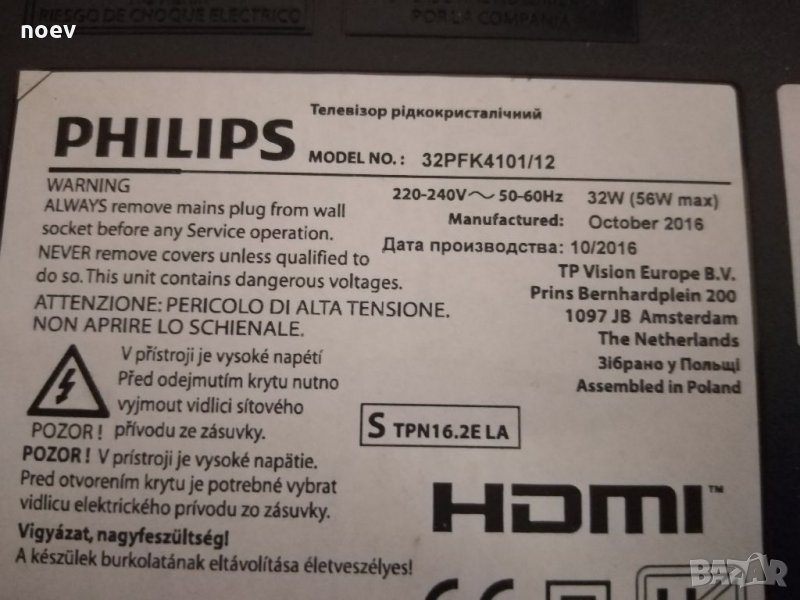 noev
RIESGO DE CHOQUE ELECTRICO
POR LA COMPAÑIA
Телевізор рідкокристалічний
PHILIPS MODEL NO.: 32PFK4101/12
WARNING
ALWAYS remove mains plug from wall
socket before any Service operation.
NEVER remove covers unless qualified to
do so. This unit contains dangerous voltages.
ATTENZIONE: PERICOLO DI ALTA TENSIONE.
NON APRIRE LO SCHIENALE.
220-240V~ 50-60Hz 32W (56W max)
Manufactured: October 2016
Дата производства: 10/2016
TP Vision Europe B.V.
Prins Bernhardplein 200
1097 JB Amsterdam
The Netherlands
Зібрано у Польщі
Assembled in Poland
V přístroji je vysoké napétí
Před odejmutím krytu nutno
vyjmout vidlici sítového
POZOR! přívodu ze zásuvky.
POZOR! V prístroji je vysoké napätie.
Pred otvorením krytu je potrebné vybrat
vidlicu elektrického prívodu zo zásuvky.
Vigyázat, nagyfeszültség!
A készülek burkolatának eltávolítása életveszélyes!
S TPN16.2E LA
HDMI™
CE
BAZAR